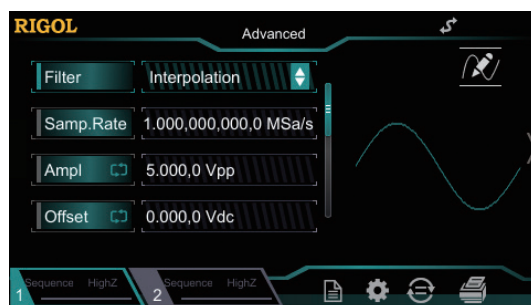 RIGOL
Advanced
Filter Interpolation
Samp.Rate 1.000,000,000,0 MSa/s
Ampl 5.000,0 Vpp
Offset 0.000,0 Vdc
1 Sequence HighZ 2 Sequence HighZ